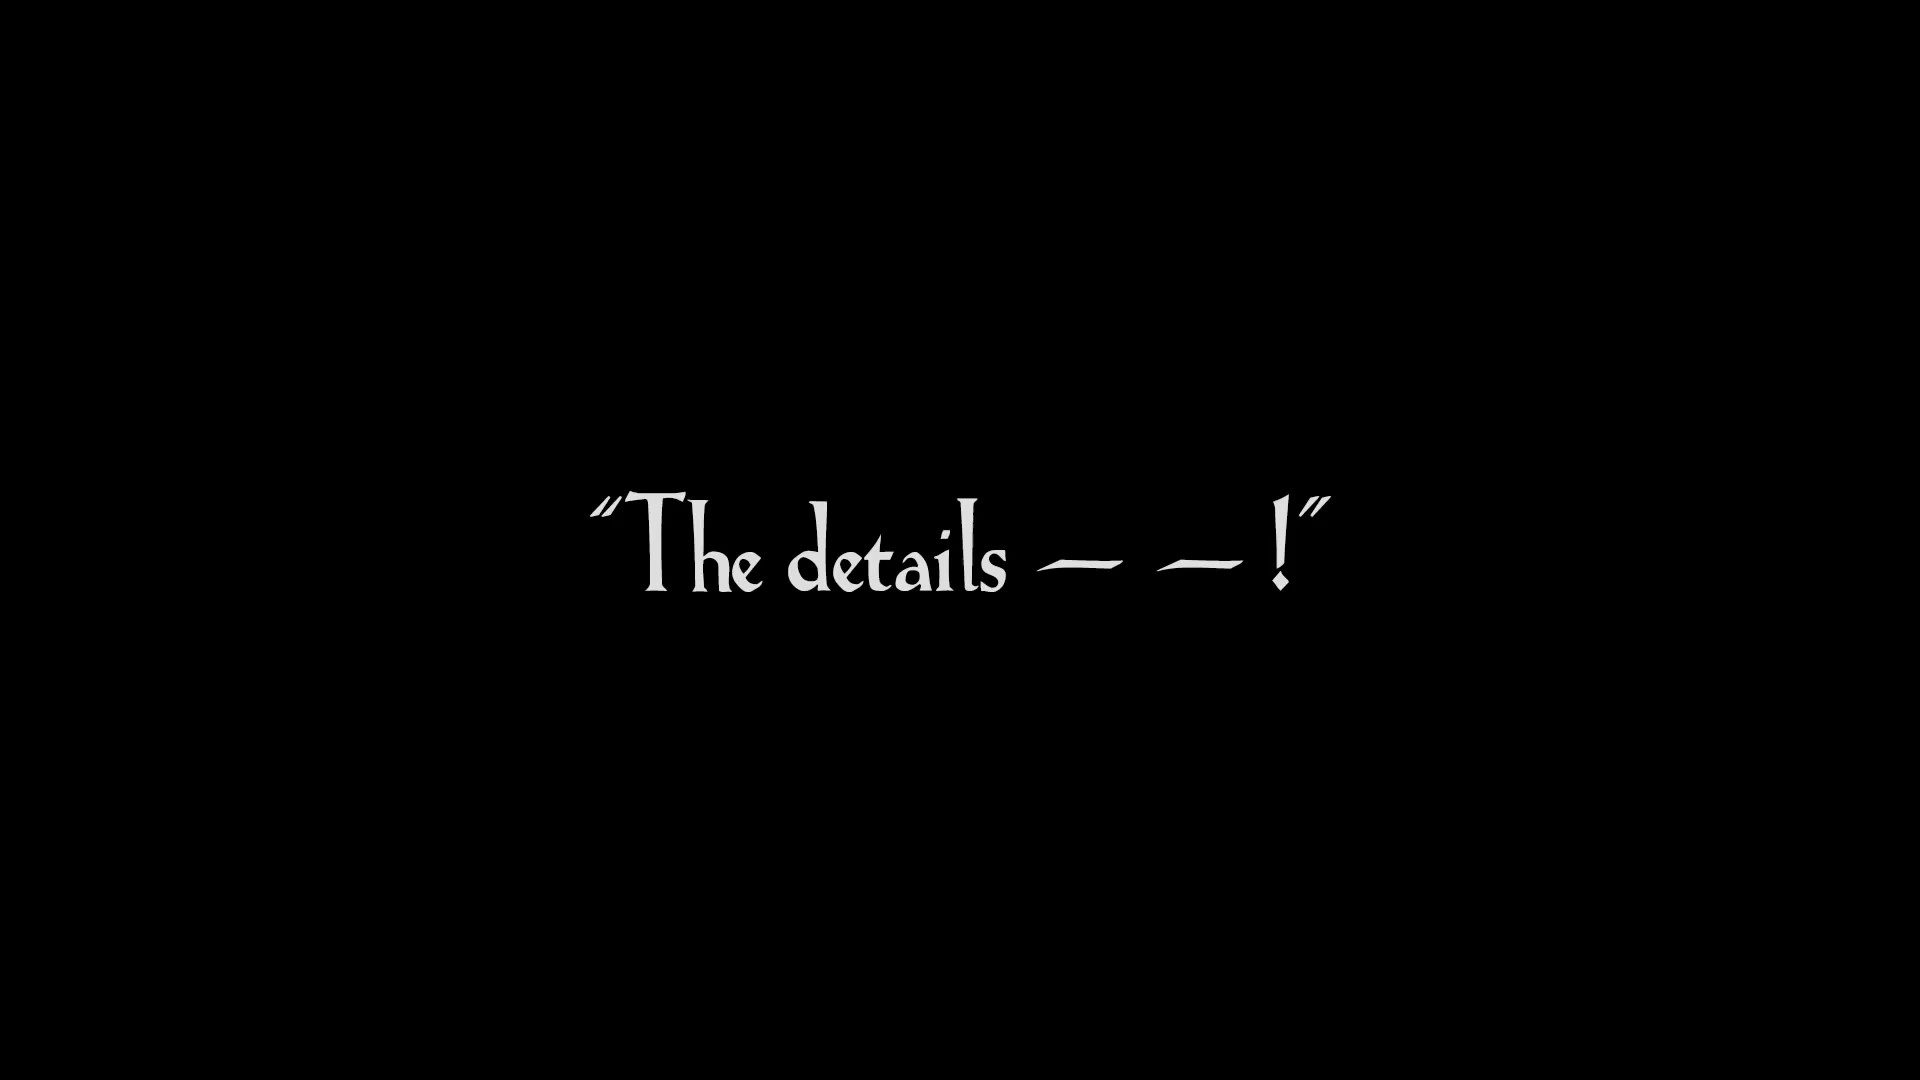 “The details — — !”